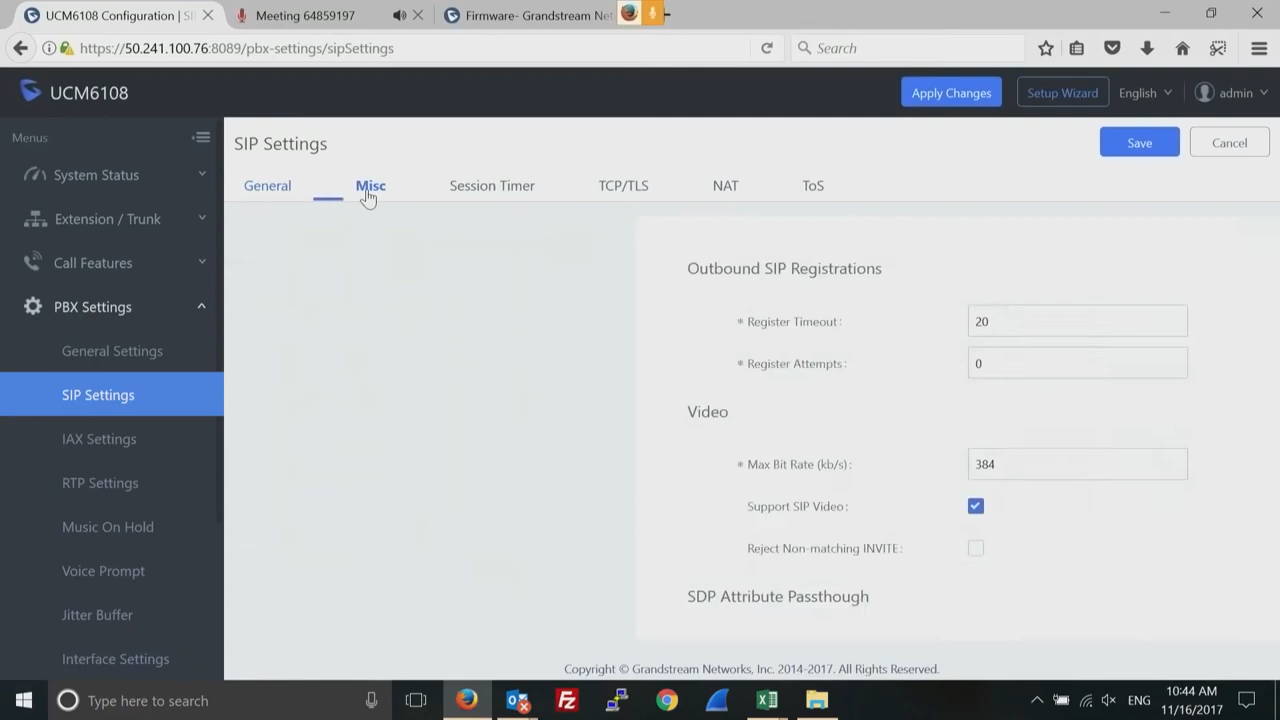 UCM6108 Configuration | SI
Meeting 64859197
Firmware- Grandstream Net
https://50.241.100.76:8089/pbx-settings/sipSettings
Search
UCM6108
Apply Changes
Setup Wizard
English
admin
Menus
System Status
Extension / Trunk
Call Features
PBX Settings
General Settings
SIP Settings
IAX Settings
RTP Settings
Music On Hold
Voice Prompt
Jitter Buffer
Interface Settings
SIP Settings
Save
Cancel
General
Misc
Session Timer
TCP/TLS
NAT
ToS
Outbound SIP Registrations
* Register Timeout:
20
* Register Attempts:
0
Video
* Max Bit Rate (kb/s):
384
Support SIP Video:
Reject Non-matching INVITE:
SDP Attribute Passthough
Copyright © Grandstream Networks, Inc. 2014-2017. All Rights Reserved.
Type here to search
ENG
10:44 AM
11/16/2017